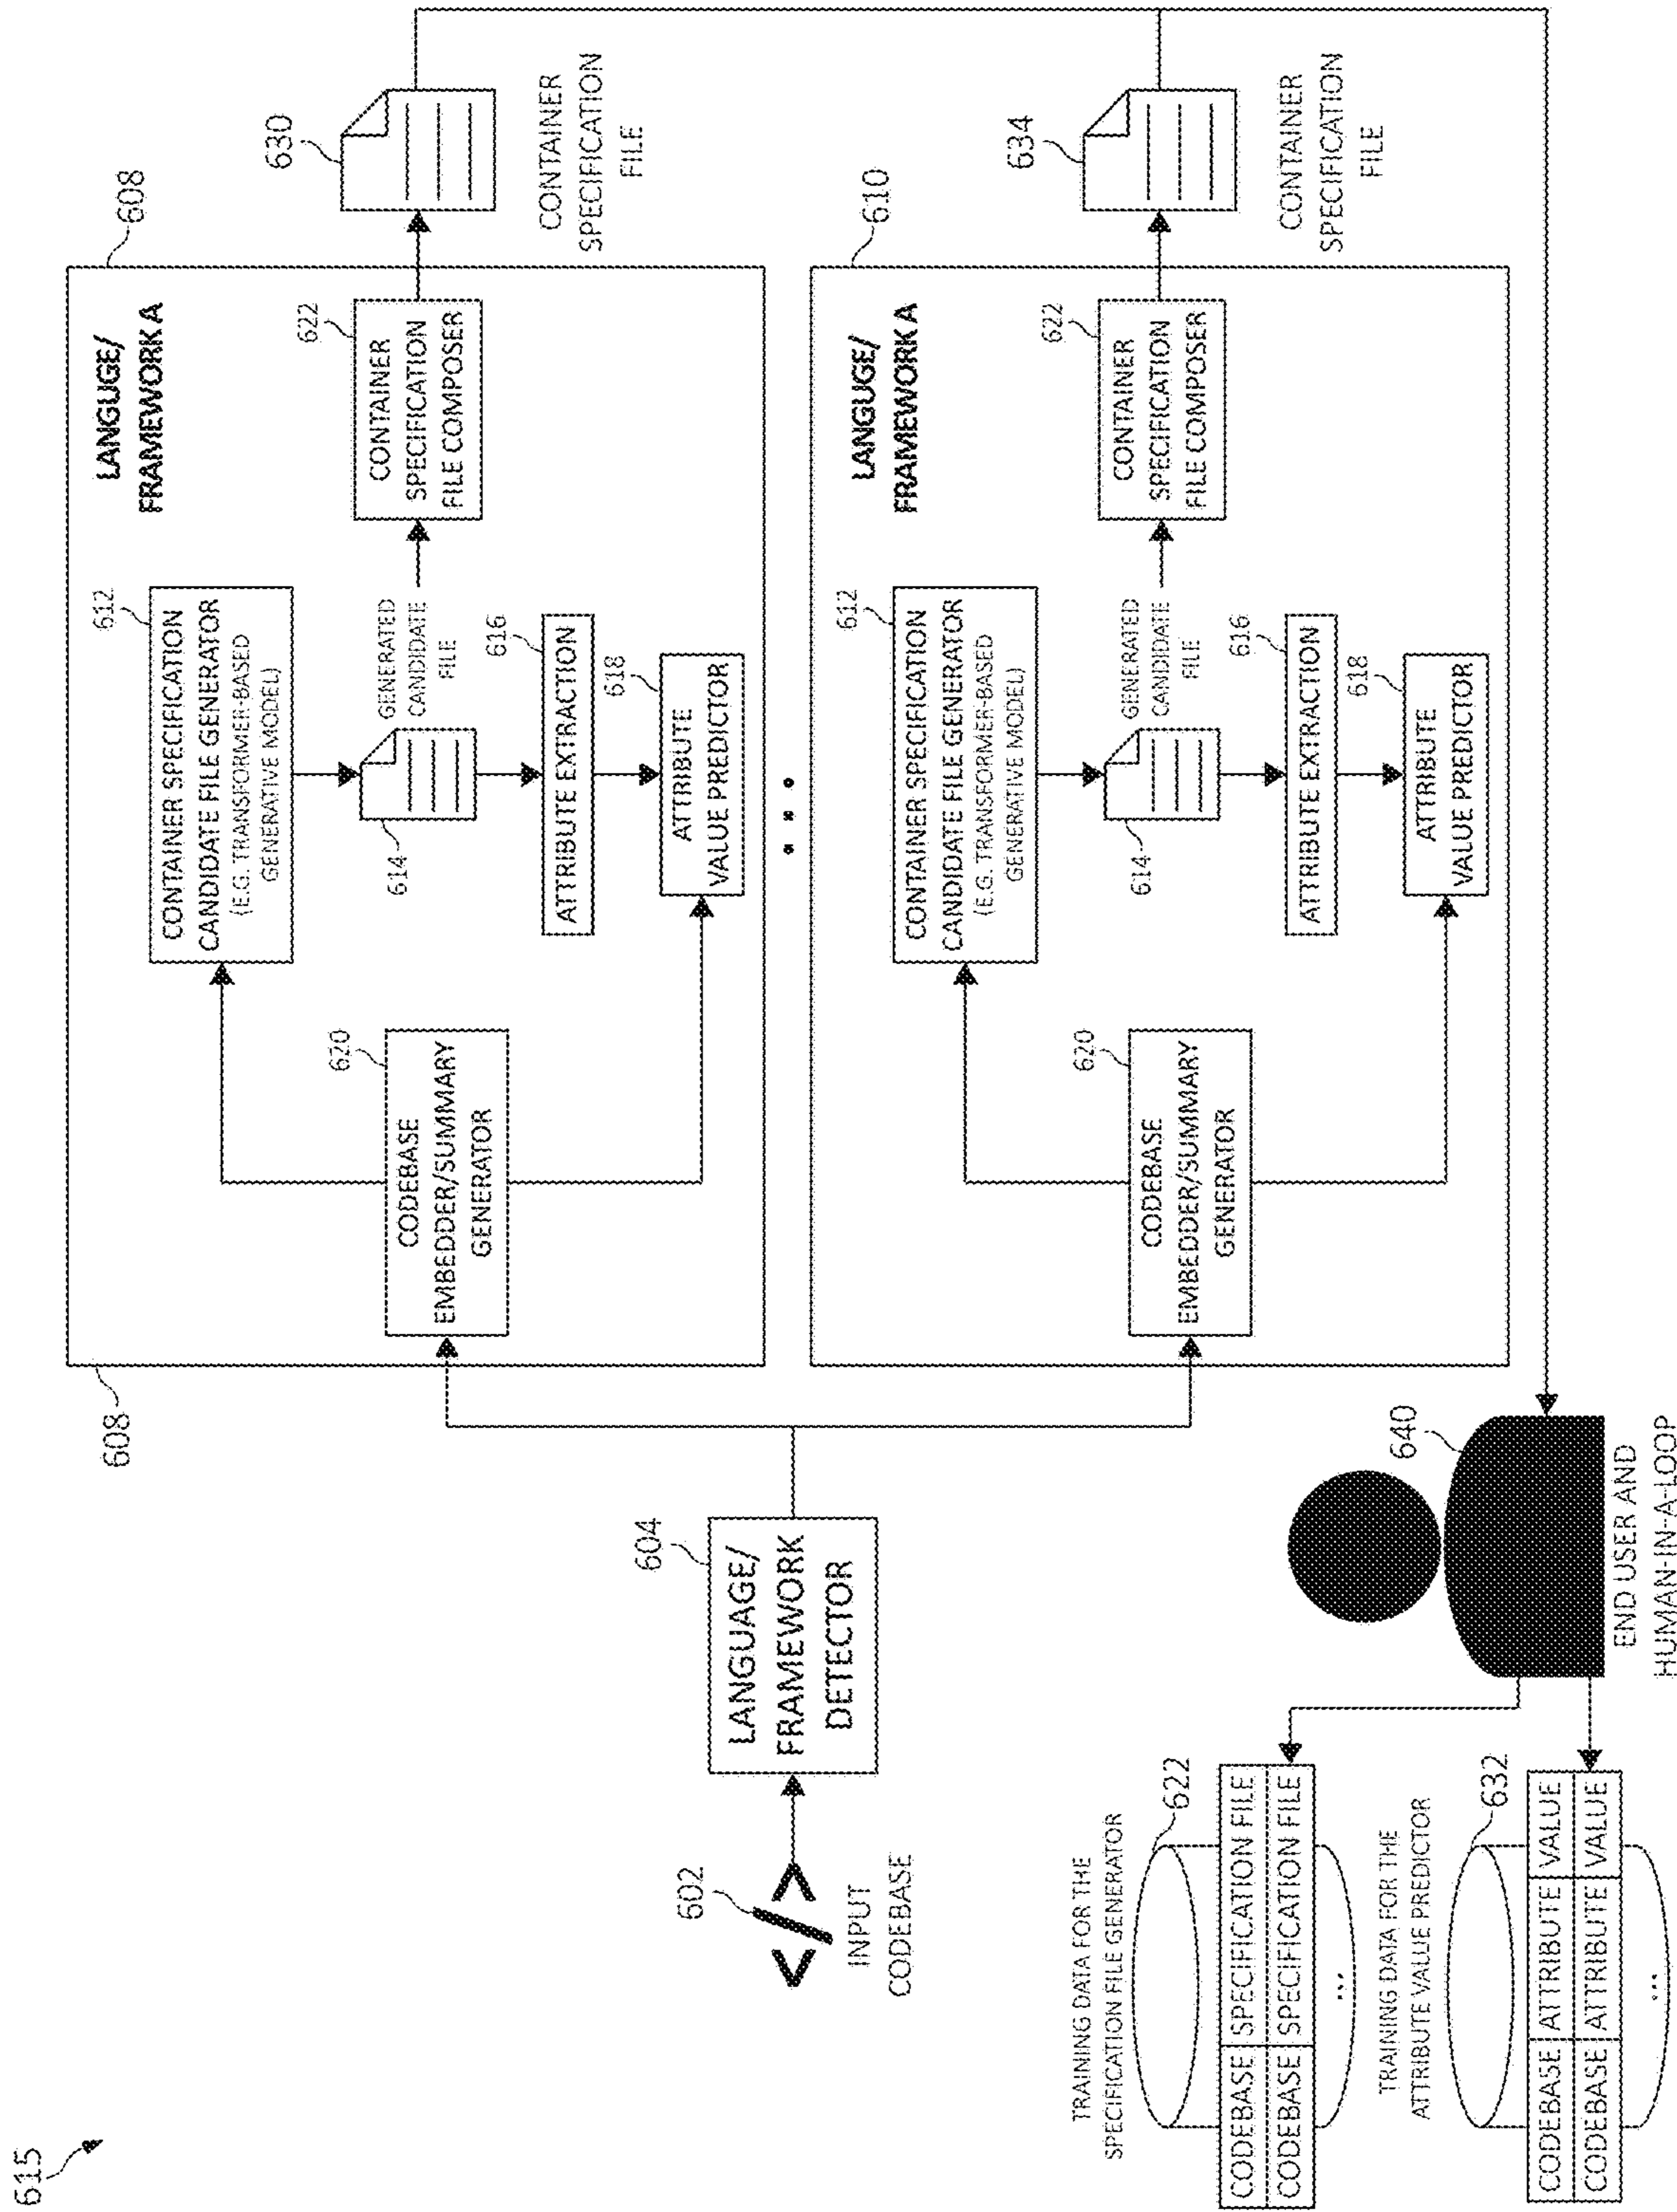 615
602
INPUT
CODEBASE
604
LANGUAGE/
FRAMEWORK
DETECTOR
608
608
LANGUGE/
FRAMEWORK A
620
CODEBASE
EMBEDDER/SUMMARY
GENERATOR
612
CONTAINER SPECIFICATION
CANDIDATE FILE GENERATOR
(E.G. TRANSFORMER-BASED
GENERATIVE MODEL)
614
GENERATED
CANDIDATE
FILE
616
ATTRIBUTE EXTRACTION
618
ATTRIBUTE
VALUE PREDICTOR
622
CONTAINER
SPECIFICATION
FILE COMPOSER
630
CONTAINER
SPECIFICATION
FILE
610
LANGUGE/
FRAMEWORK A
620
CODEBASE
EMBEDDER/SUMMARY
GENERATOR
612
CONTAINER SPECIFICATION
CANDIDATE FILE GENERATOR
(E.G. TRANSFORMER-BASED
GENERATIVE MODEL)
614
GENERATED
CANDIDATE
FILE
616
ATTRIBUTE EXTRACTION
618
ATTRIBUTE
VALUE PREDICTOR
622
CONTAINER
SPECIFICATION
FILE COMPOSER
634
CONTAINER
SPECIFICATION
FILE
TRAINING DATA FOR THE
SPECIFICATION FILE GENERATOR
622
CODEBASE SPECIFICATION FILE
CODEBASE SPECIFICATION FILE
...
TRAINING DATA FOR THE
ATTRIBUTE VALUE PREDICTOR
632
CODEBASE ATTRIBUTE VALUE
CODEBASE ATTRIBUTE VALUE
...
640
END USER AND
HUMAN-IN-A-LOOP